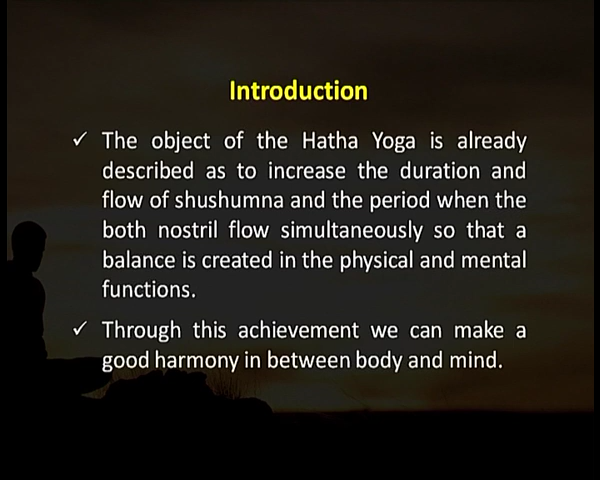 Introduction
✓ The object of the Hatha Yoga is already
described as to increase the duration and
flow of shushumna and the period when the
both nostril flow simultaneously so that a
balance is created in the physical and mental
functions.
✓ Through this achievement we can make a
good harmony in between body and mind.